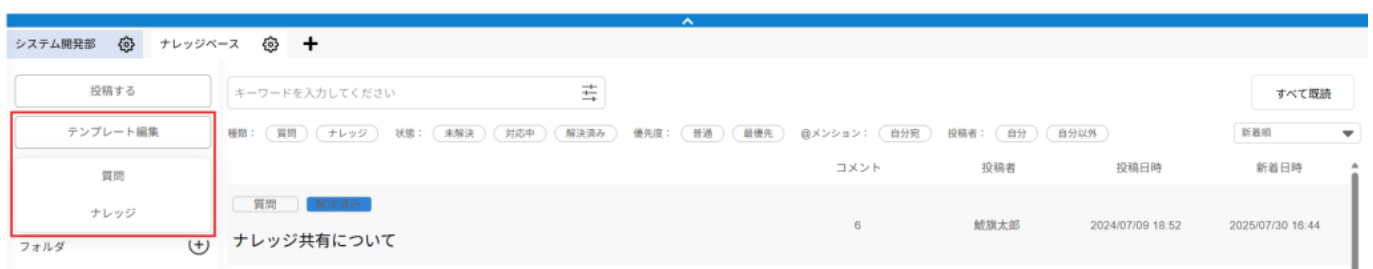 システム開発部 ナレッジベース
投稿する
キーワードを入力してください
すべて既読
テンプレート編集
種類： 質問 ナレッジ 状態： 未解決 対応中 解決済み 優先度： 普通 最優先 @メンション： 自分宛 投稿者： 自分 自分以外
新着順
コメント 投稿者 投稿日時 新着日時
質問
ナレッジ
フォルダ
質問 解決済み
ナレッジ共有について
6 鯱旗太郎 2024/07/09 18:52 2025/07/30 16:44